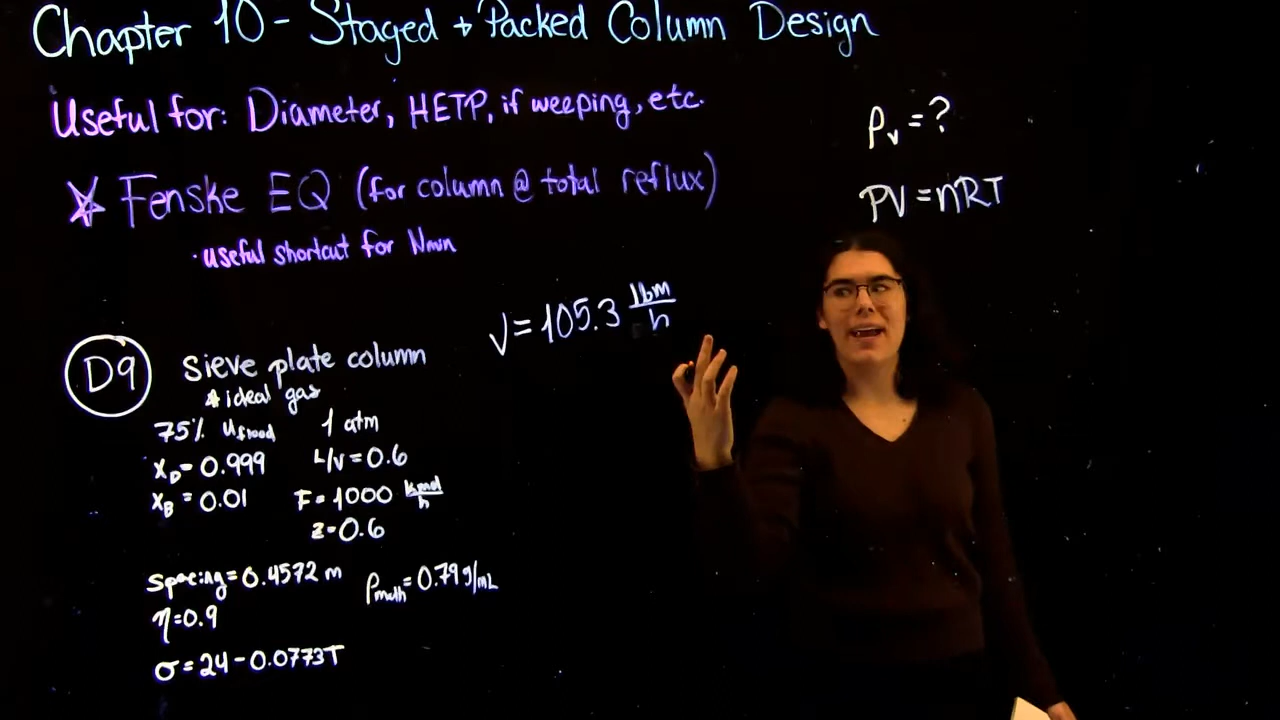 Chapter 10 - Staged + Packed Column Design
Useful for: Diameter, HETP, if weeping, etc.
Fenske EQ (for column @ total reflux)
· useful shortcut for Nmin
ρv = ?
PV = nRT
V = 105.3 lbm/h
D9 Sieve plate column
* ideal gas
75% Uflood 1 atm
xD = 0.999 L/V = 0.6
xB = 0.01 F = 1000 kmol/h
z = 0.6
Spacing = 0.4572 m ρmeth = 0.79 g/mL
η = 0.9
σ = 24 - 0.0773T